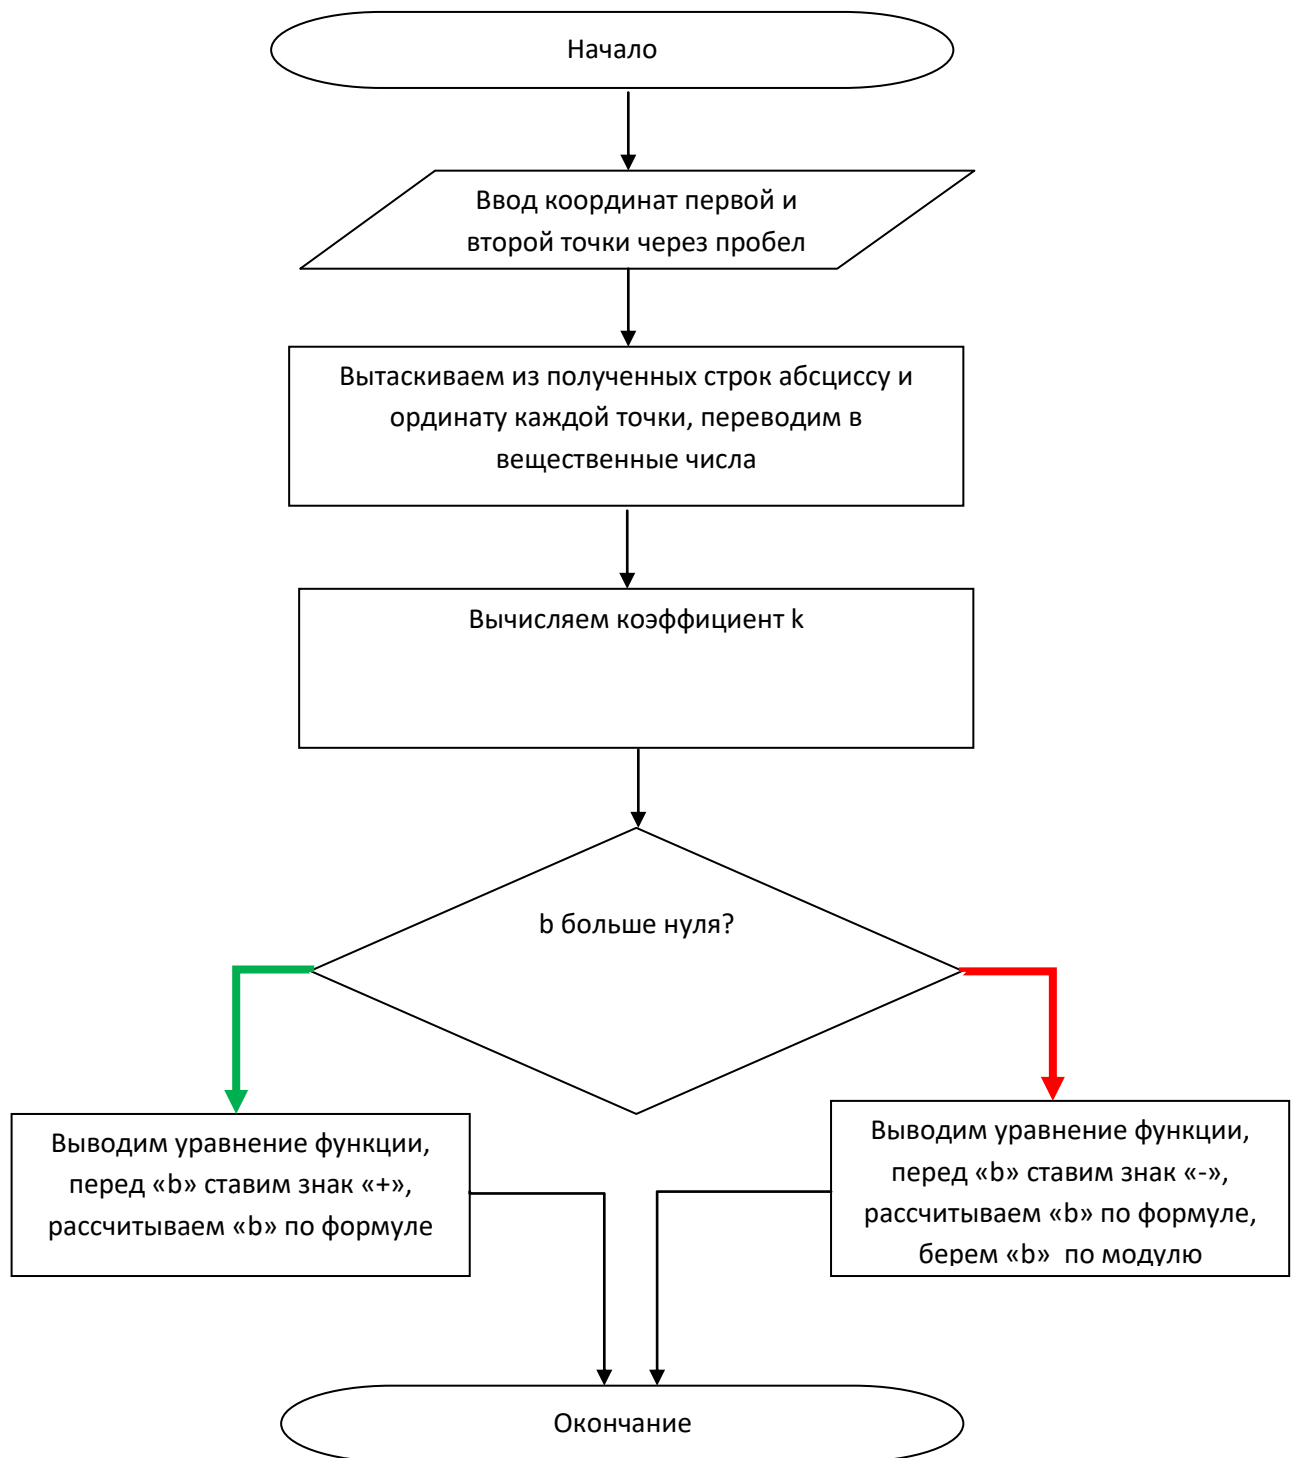 Начало
Ввод координат первой и
второй точки через пробел
Вытаскиваем из полученных строк абсциссу и
ординату каждой точки, переводим в
вещественные числа
Вычисляем коэффициент k
b больше нуля?
Выводим уравнение функции,
перед «b» ставим знак «+»,
рассчитываем «b» по формуле
Выводим уравнение функции,
перед «b» ставим знак «-»,
рассчитываем «b» по формуле,
берем «b» по модулю
Окончание